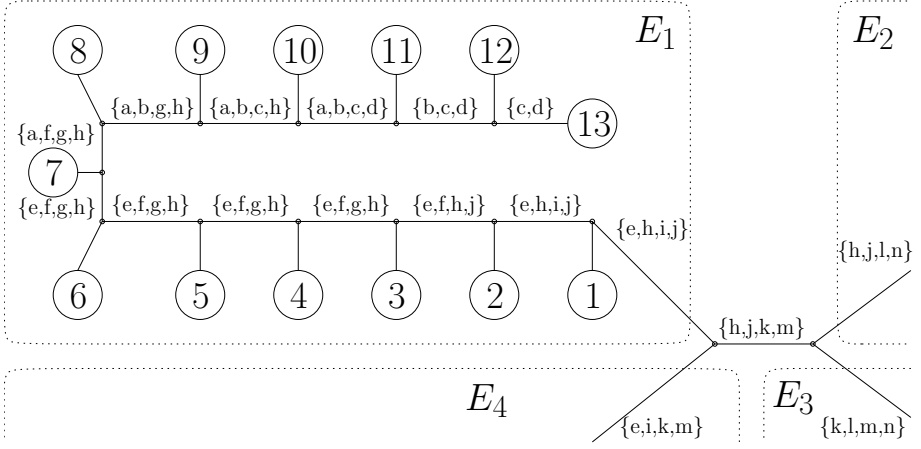 E1
E2
8
9
10
11
12
{a,b,g,h}
{a,b,c,h}
{a,b,c,d}
{b,c,d}
{c,d}
13
{a,f,g,h}
7
{e,f,g,h}
{e,f,g,h}
{e,f,g,h}
{e,f,g,h}
{e,f,h,j}
{e,h,i,j}
{e,h,i,j}
{h,j,l,n}
6
5
4
3
2
1
{h,j,k,m}
E4
E3
{e,i,k,m}
{k,l,m,n}